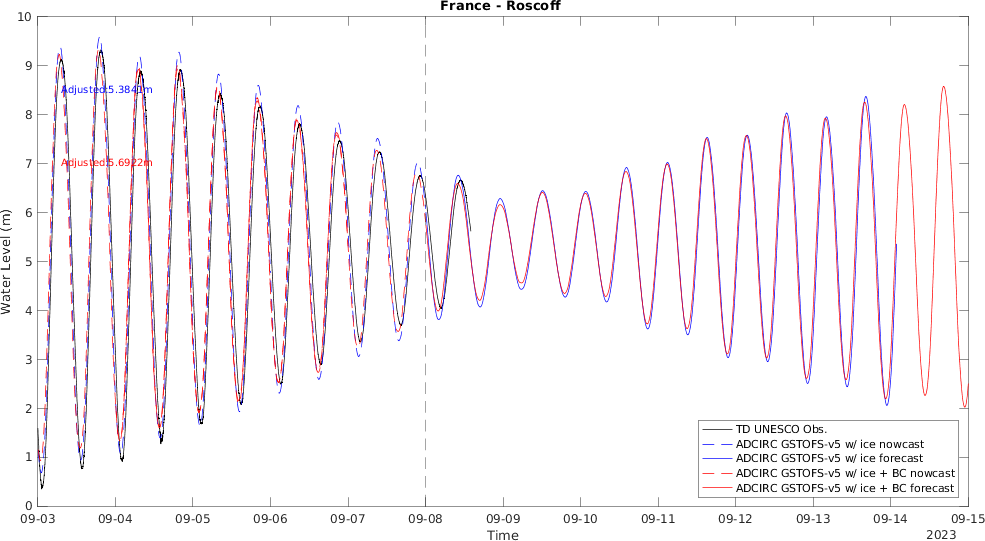 France - Roscoff
10
9
8
7
6
5
4
3
2
1
0
Water Level (m)
Adjusted:5.3841m
Adjusted:5.6922m
TD UNESCO Obs.
ADCIRC GSTOFS-v5 w/ ice nowcast
ADCIRC GSTOFS-v5 w/ ice forecast
ADCIRC GSTOFS-v5 w/ ice + BC nowcast
ADCIRC GSTOFS-v5 w/ ice + BC forecast
09-03 09-04 09-05 09-06 09-07 09-08 09-09 09-10 09-11 09-12 09-13 09-14 09-15
Time
2023